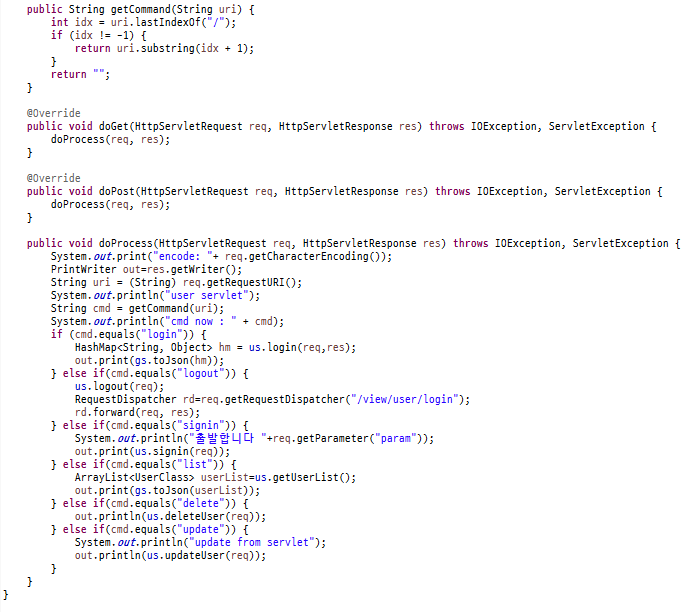 public String getCommand(String uri) {
int idx = uri.lastIndexOf("/");
if (idx != -1) {
return uri.substring(idx + 1);
}
return "";
}
@Override
public void doGet(HttpServletRequest req, HttpServletResponse res) throws IOException, ServletException {
doProcess(req, res);
}
@Override
public void doPost(HttpServletRequest req, HttpServletResponse res) throws IOException, ServletException {
doProcess(req, res);
}
public void doProcess(HttpServletRequest req, HttpServletResponse res) throws IOException, ServletException {
System.out.print("encode: "+ req.getCharacterEncoding());
PrintWriter out=res.getWriter();
String uri = (String) req.getRequestURI();
System.out.println("user servlet");
String cmd = getCommand(uri);
System.out.println("cmd now : " + cmd);
if (cmd.equals("login")) {
HashMap<String, Object> hm = us.login(req,res);
out.print(gs.toJson(hm));
} else if(cmd.equals("logout")) {
us.logout(req);
RequestDispatcher rd=req.getRequestDispatcher("/view/user/login");
rd.forward(req, res);
} else if(cmd.equals("signin")) {
System.out.println("출발합니다 "+req.getParameter("param"));
out.print(us.signin(req));
} else if(cmd.equals("list")) {
ArrayList<UserClass> userList=us.getUserList();
out.print(gs.toJson(userList));
} else if(cmd.equals("delete")) {
out.println(us.deleteUser(req));
} else if(cmd.equals("update")) {
System.out.println("update from servlet");
out.println(us.updateUser(req));
}
}
}